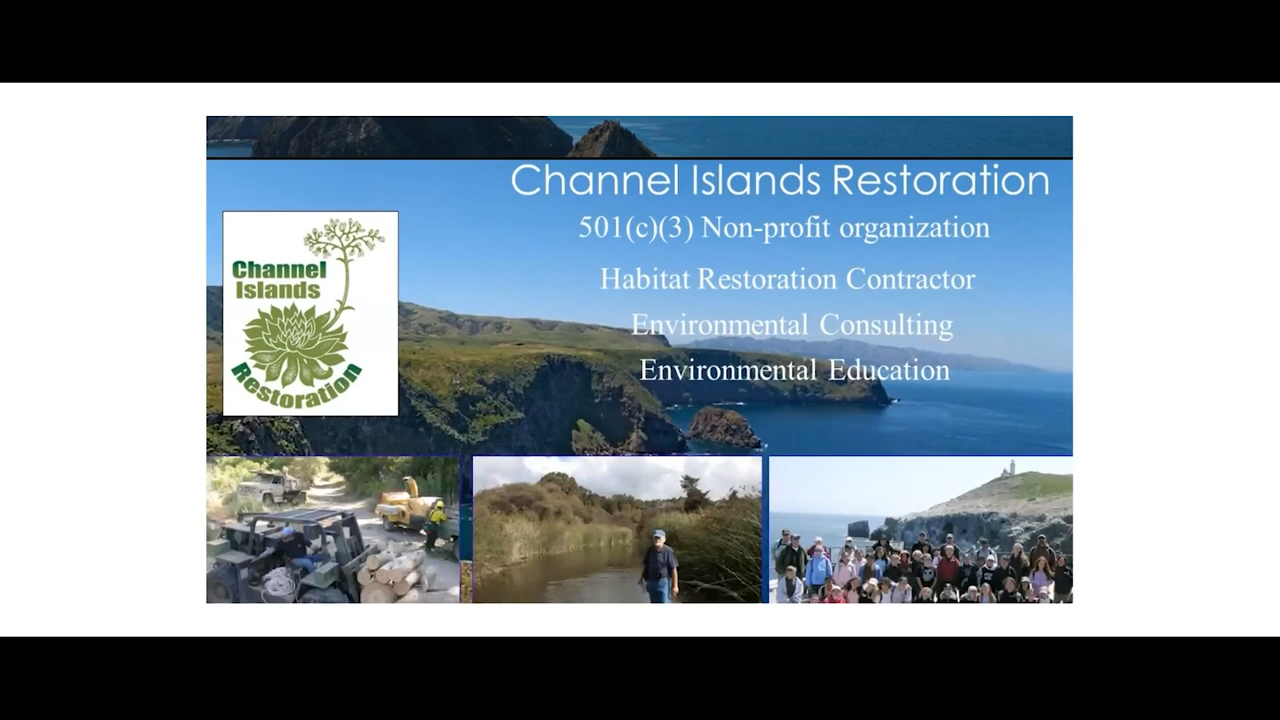 Channel Islands Restoration
501(c)(3) Non-profit organization
Habitat Restoration Contractor
Environmental Consulting
Environmental Education
Channel
Islands
Restoration